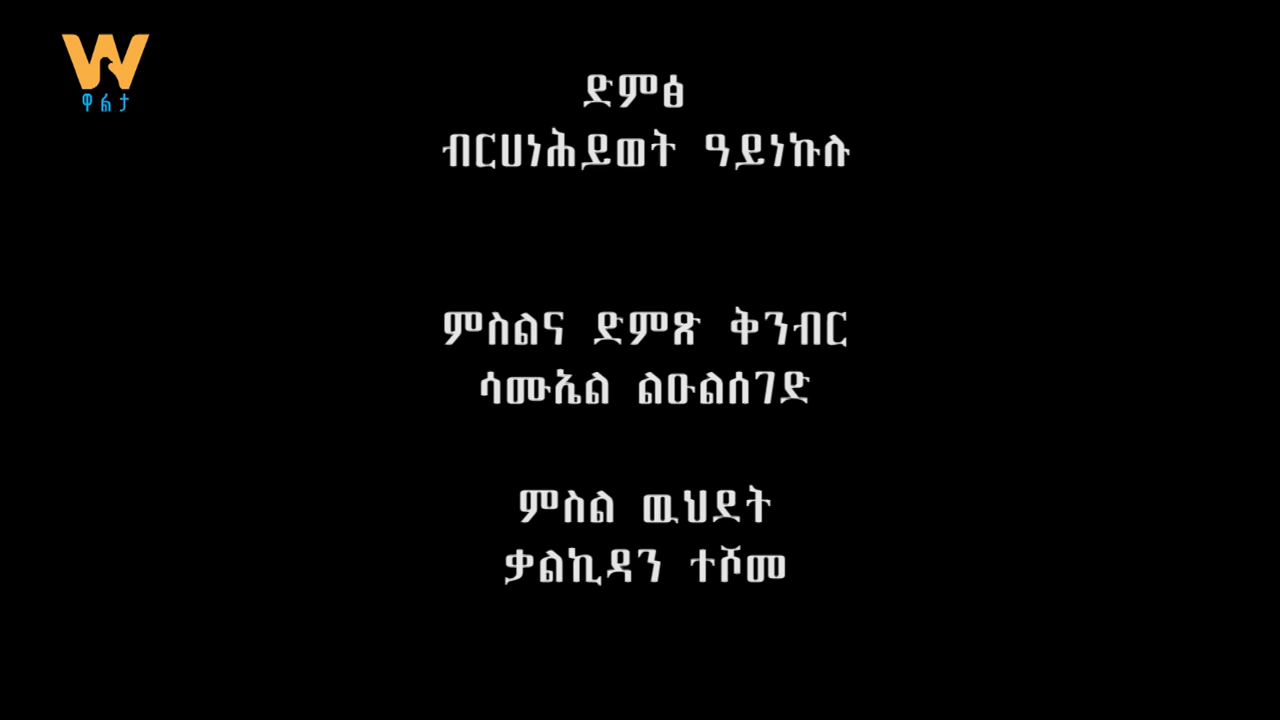 ዋልታ
ድምፅ
ብርሀነሕይወት ዓይነኩሉ
ምስልና ድምጽ ቅንብር
ሳሙኤል ልዑልሰገድ
ምስል ዉህደት
ቃልኪዳን ተሾመ